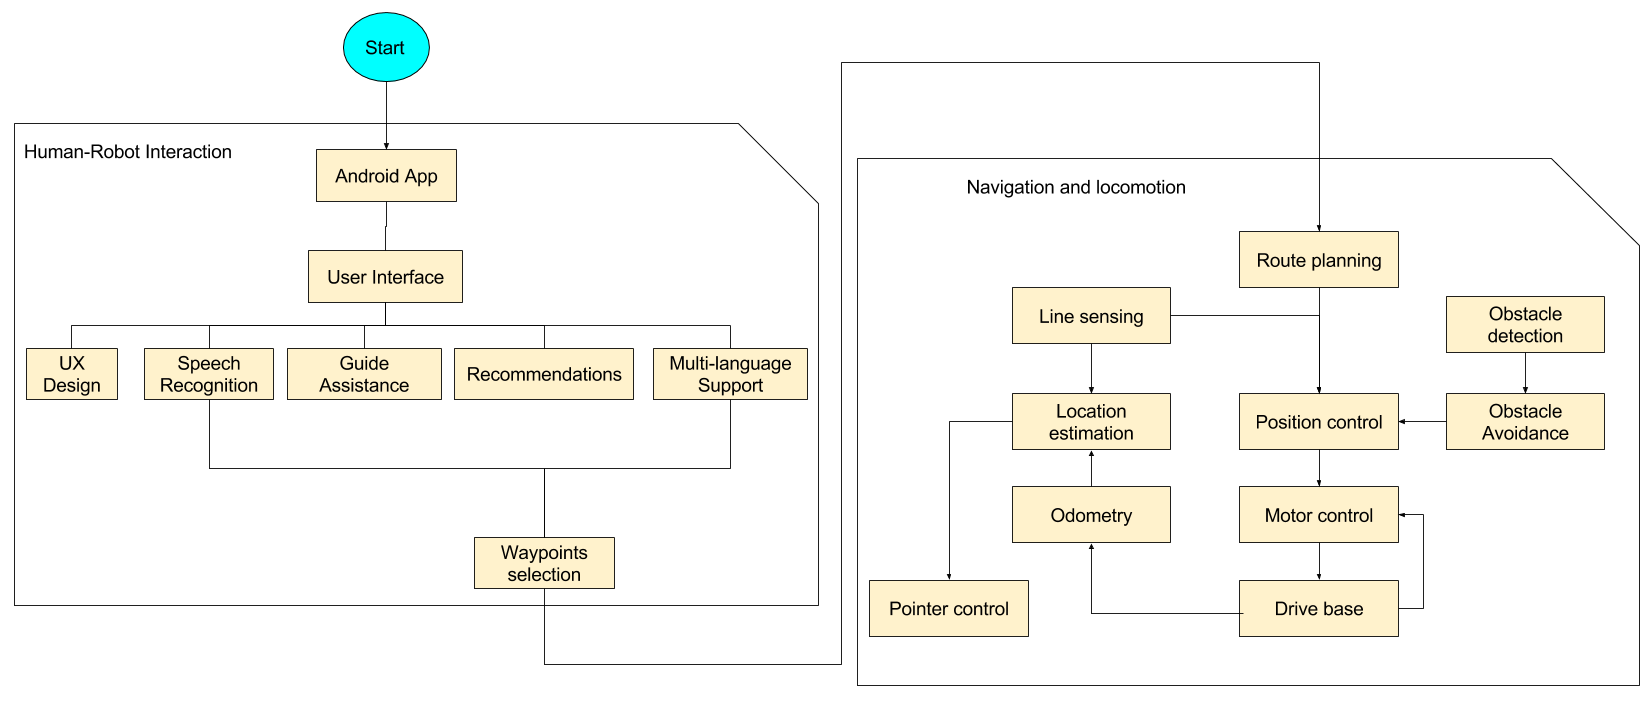 Start
Human-Robot Interaction
Android App
User Interface
UX
Design
Speech
Recognition
Guide
Assistance
Recommendations
Multi-language
Support
Waypoints
selection
Navigation and locomotion
Route planning
Line sensing
Obstacle
detection
Location
estimation
Position control
Obstacle
Avoidance
Odometry
Motor control
Pointer control
Drive base